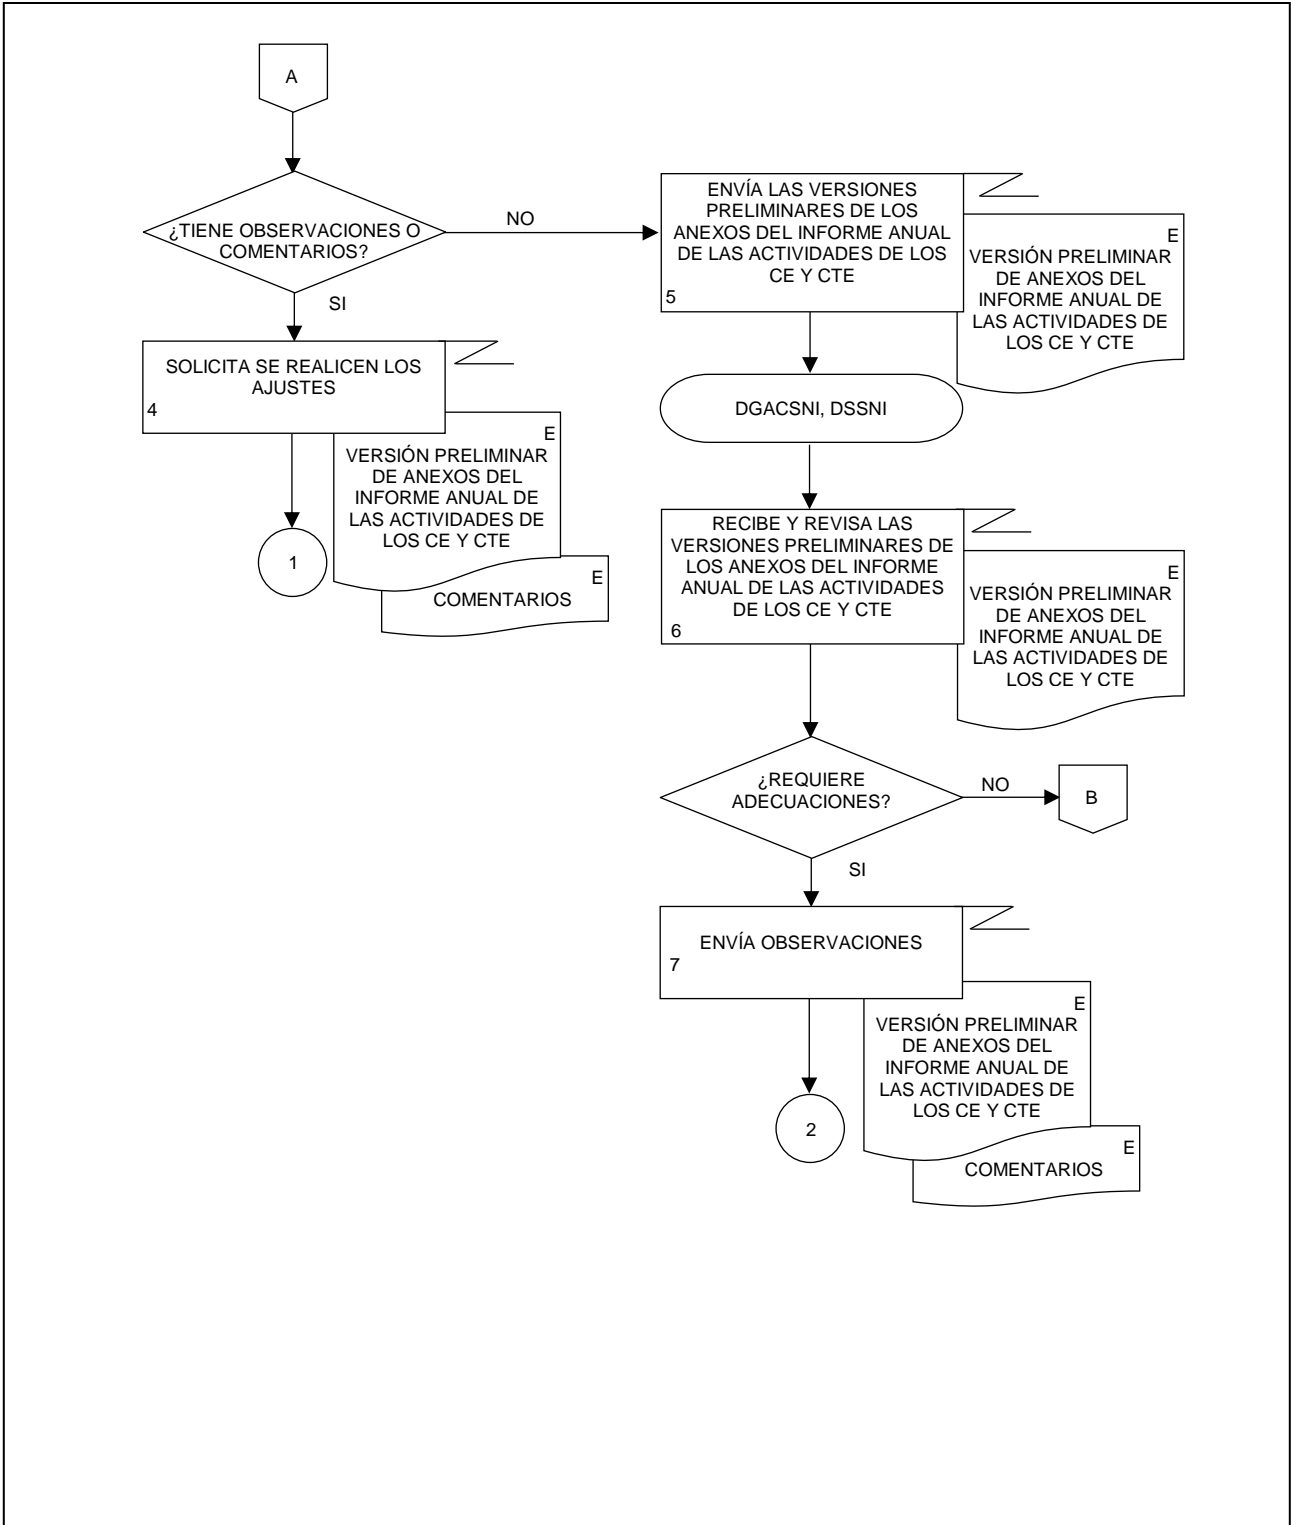 A
¿TIENE OBSERVACIONES O
COMENTARIOS?
NO
SI
SOLICITA SE REALICEN LOS
AJUSTES
4
E
VERSIÓN PRELIMINAR
DE ANEXOS DEL
INFORME ANUAL DE
LAS ACTIVIDADES DE
LOS CE Y CTE
E
COMENTARIOS
1
ENVÍA LAS VERSIONES
PRELIMINARES DE LOS
ANEXOS DEL INFORME ANUAL
DE LAS ACTIVIDADES DE LOS
CE Y CTE
5
E
VERSIÓN PRELIMINAR
DE ANEXOS DEL
INFORME ANUAL DE
LAS ACTIVIDADES DE
LOS CE Y CTE
DGACSNI, DSSNI
RECIBE Y REVISA LAS
VERSIONES PRELIMINARES DE
LOS ANEXOS DEL INFORME
ANUAL DE LAS ACTIVIDADES
DE LOS CE Y CTE
6
E
VERSIÓN PRELIMINAR
DE ANEXOS DEL
INFORME ANUAL DE
LAS ACTIVIDADES DE
LOS CE Y CTE
¿REQUIERE
ADECUACIONES?
NO
B
SI
ENVÍA OBSERVACIONES
7
E
VERSIÓN PRELIMINAR
DE ANEXOS DEL
INFORME ANUAL DE
LAS ACTIVIDADES DE
LOS CE Y CTE
E
COMENTARIOS
2